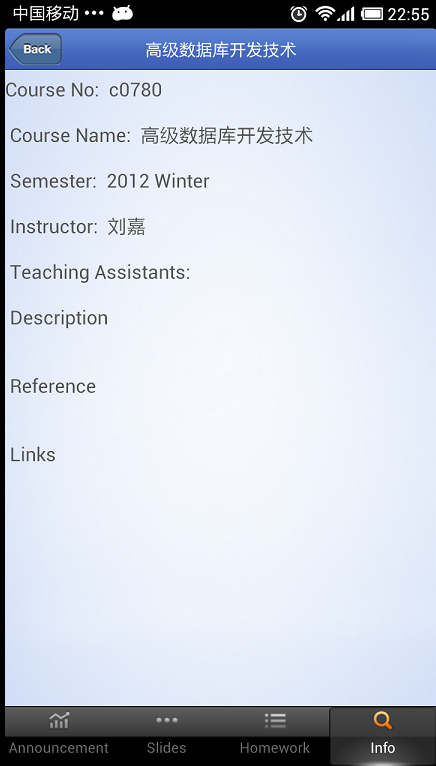 中国移动 ••• 22:55
Back 高级数据库开发技术
Course No: c0780
Course Name: 高级数据库开发技术
Semester: 2012 Winter
Instructor: 刘嘉
Teaching Assistants:
Description
Reference
Links
Announcement Slides Homework Info